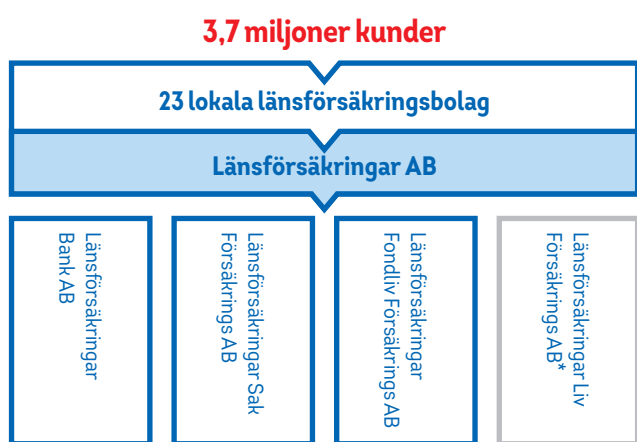 3,7 miljoner kunder
23 lokala länsförsäkringsbolag
Länsförsäkringar AB
Länsförsäkringar
Bank AB
Länsförsäkringar Sak
Försäkrings AB
Länsförsäkringar
Fondliv Försäkrings AB
Länsförsäkringar Liv
Försäkrings AB*